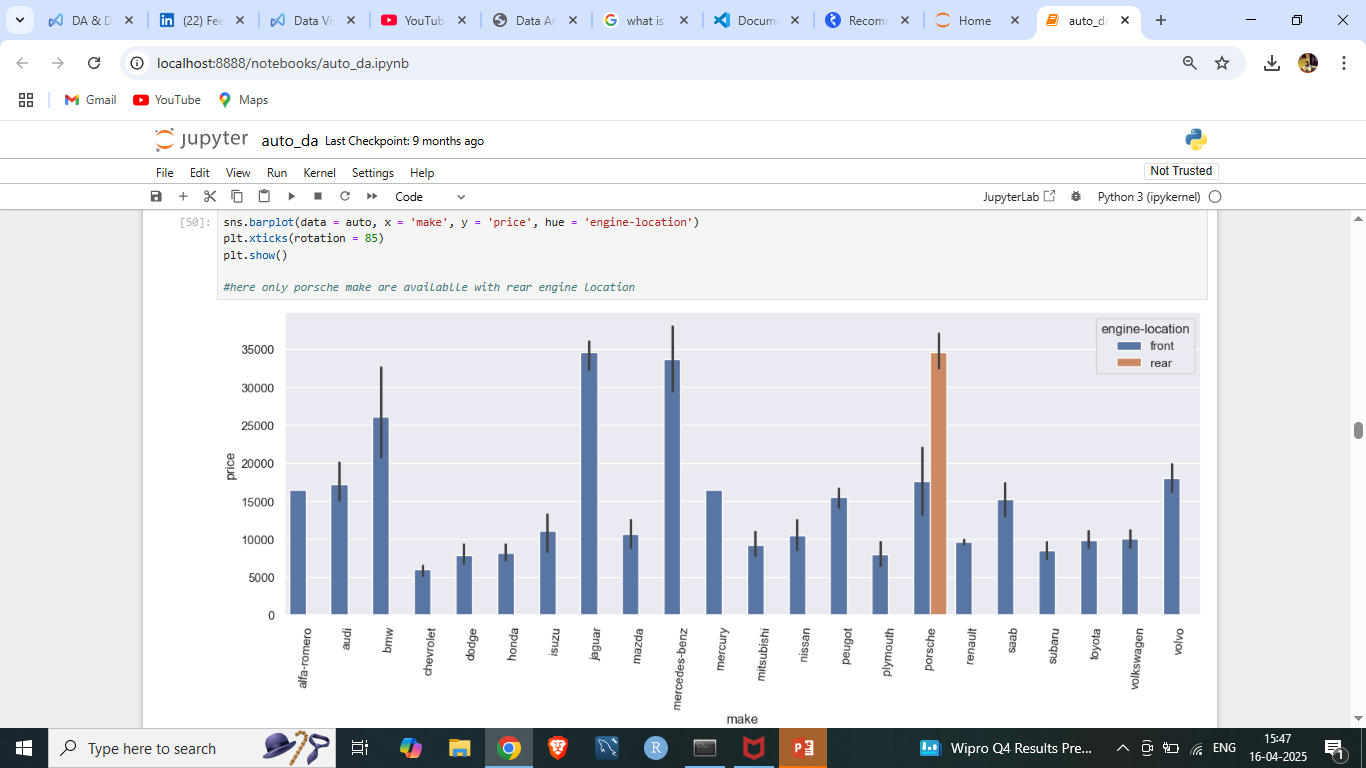 DA & D
(22) Fee
Data Vi
YouTub
Data Ar
what is
Docum
Recom
Home
auto_da
localhost:8888/notebooks/auto_da.ipynb
Gmail
YouTube
Maps
jupyter auto_da Last Checkpoint: 9 months ago
File Edit View Run Kernel Settings Help
Not Trusted
Code
JupyterLab
Python 3 (ipykernel)
[50]: sns.barplot(data = auto, x = 'make', y = 'price', hue = 'engine-location')
plt.xticks(rotation = 85)
plt.show()
#here only porsche make are availablle with rear engine location
engine-location
front
rear
35000
30000
25000
20000
15000
10000
5000
0
price
alfa-romero
audi
bmw
chevrolet
dodge
honda
isuzu
jaguar
mazda
mercedes-benz
mercury
mitsubishi
nissan
peugot
plymouth
porsche
renault
saab
subaru
toyota
volkswagen
volvo
make
Type here to search
Wipro Q4 Results Pre...
ENG
15:47
16-04-2025
1